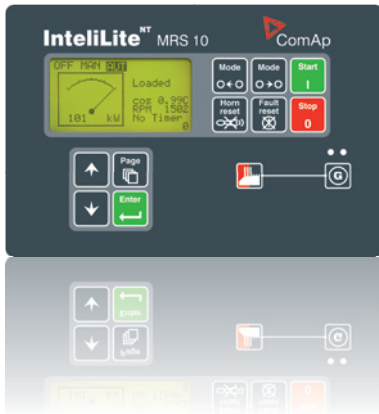 InteliLite NT MRS 10
ComAp
OFF MAN AUT
Loaded
cos 0.99C
RPM 1502
No Timer
101 kW
0
Mode
Mode
Start
I
Horn reset
Fault reset
Stop
0
Page
Enter
G